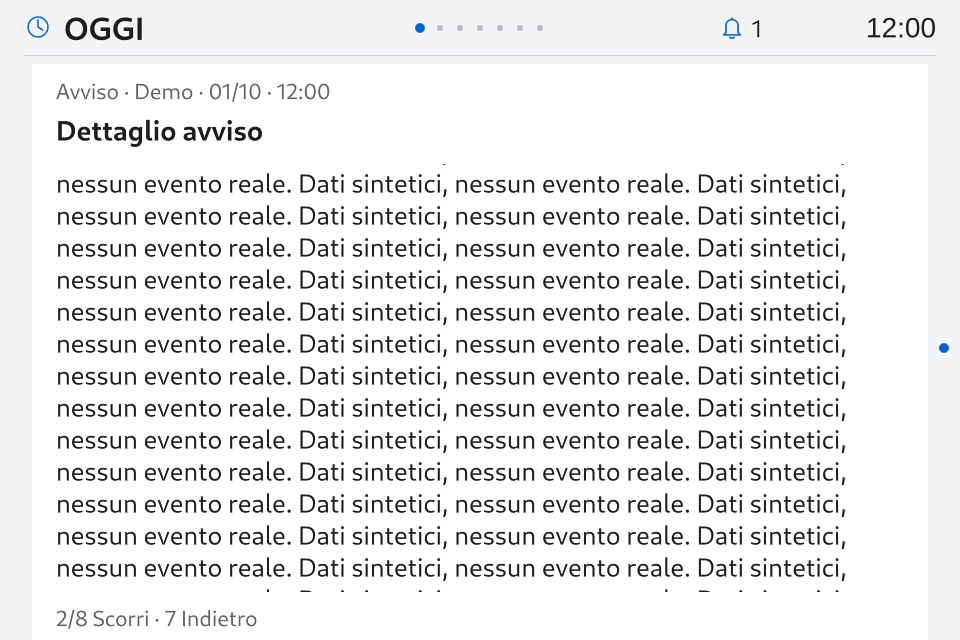 OGGI
1
12:00
Avviso · Demo · 01/10 · 12:00
Dettaglio avviso
nessun evento reale. Dati sintetici, nessun evento reale. Dati sintetici,
nessun evento reale. Dati sintetici, nessun evento reale. Dati sintetici,
nessun evento reale. Dati sintetici, nessun evento reale. Dati sintetici,
nessun evento reale. Dati sintetici, nessun evento reale. Dati sintetici,
nessun evento reale. Dati sintetici, nessun evento reale. Dati sintetici,
nessun evento reale. Dati sintetici, nessun evento reale. Dati sintetici,
nessun evento reale. Dati sintetici, nessun evento reale. Dati sintetici,
nessun evento reale. Dati sintetici, nessun evento reale. Dati sintetici,
nessun evento reale. Dati sintetici, nessun evento reale. Dati sintetici,
nessun evento reale. Dati sintetici, nessun evento reale. Dati sintetici,
nessun evento reale. Dati sintetici, nessun evento reale. Dati sintetici,
nessun evento reale. Dati sintetici, nessun evento reale. Dati sintetici,
nessun evento reale. Dati sintetici, nessun evento reale. Dati sintetici,
2/8 Scorri · 7 Indietro